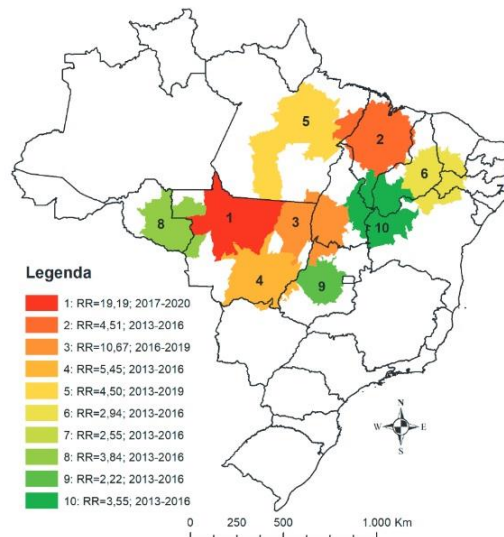 5
2
6
1
3
8
10
4
9
Legenda
1: RR=19,19; 2017-2020
2: RR=4,51; 2013-2016
3: RR=10,67; 2016-2019
4: RR=5,45; 2013-2016
5: RR=4,50; 2013-2019
6: RR=2,94; 2013-2016
7: RR=2,55; 2013-2016
8: RR=3,84; 2013-2016
9: RR=2,22; 2013-2016
10: RR=3,55; 2013-2016
N
W E
S
0 250 500 1.000 Km